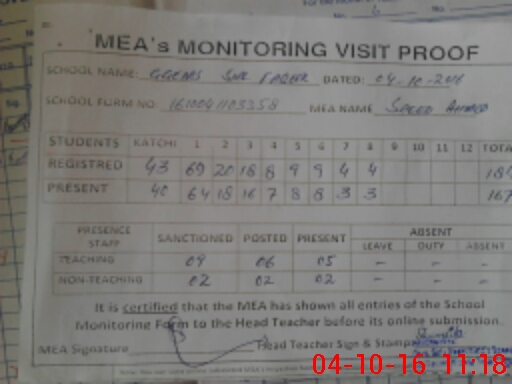 MEA's MONITORING VISIT PROOF
SCHOOL NAME: DATED: 04-10-2016
SCHOOL FORM NO. 1610041103358 MEA NAME Saeed Ahmed
STUDENTS KATCHI 1 2 3 4 5 6 7 8 9 10 11 12 TOTA
REGISTRED 43 69 20 18 8 9 9 4 4 18
PRESENT 40 64 18 16 7 8 8 3 3 167
PRESENCE STAFF SANCTIONED POSTED PRESENT ABSENT
LEAVE DUTY ABSENT
TEACHING 09 06 05 - - -
NON-TEACHING 02 02 02 - - -
It is certified that the MEA has shown all entries of the School
Monitoring Form to the Head Teacher before its online submission.
MEA Signature Head Teacher Sign & Stamp
04-10-16 11:18